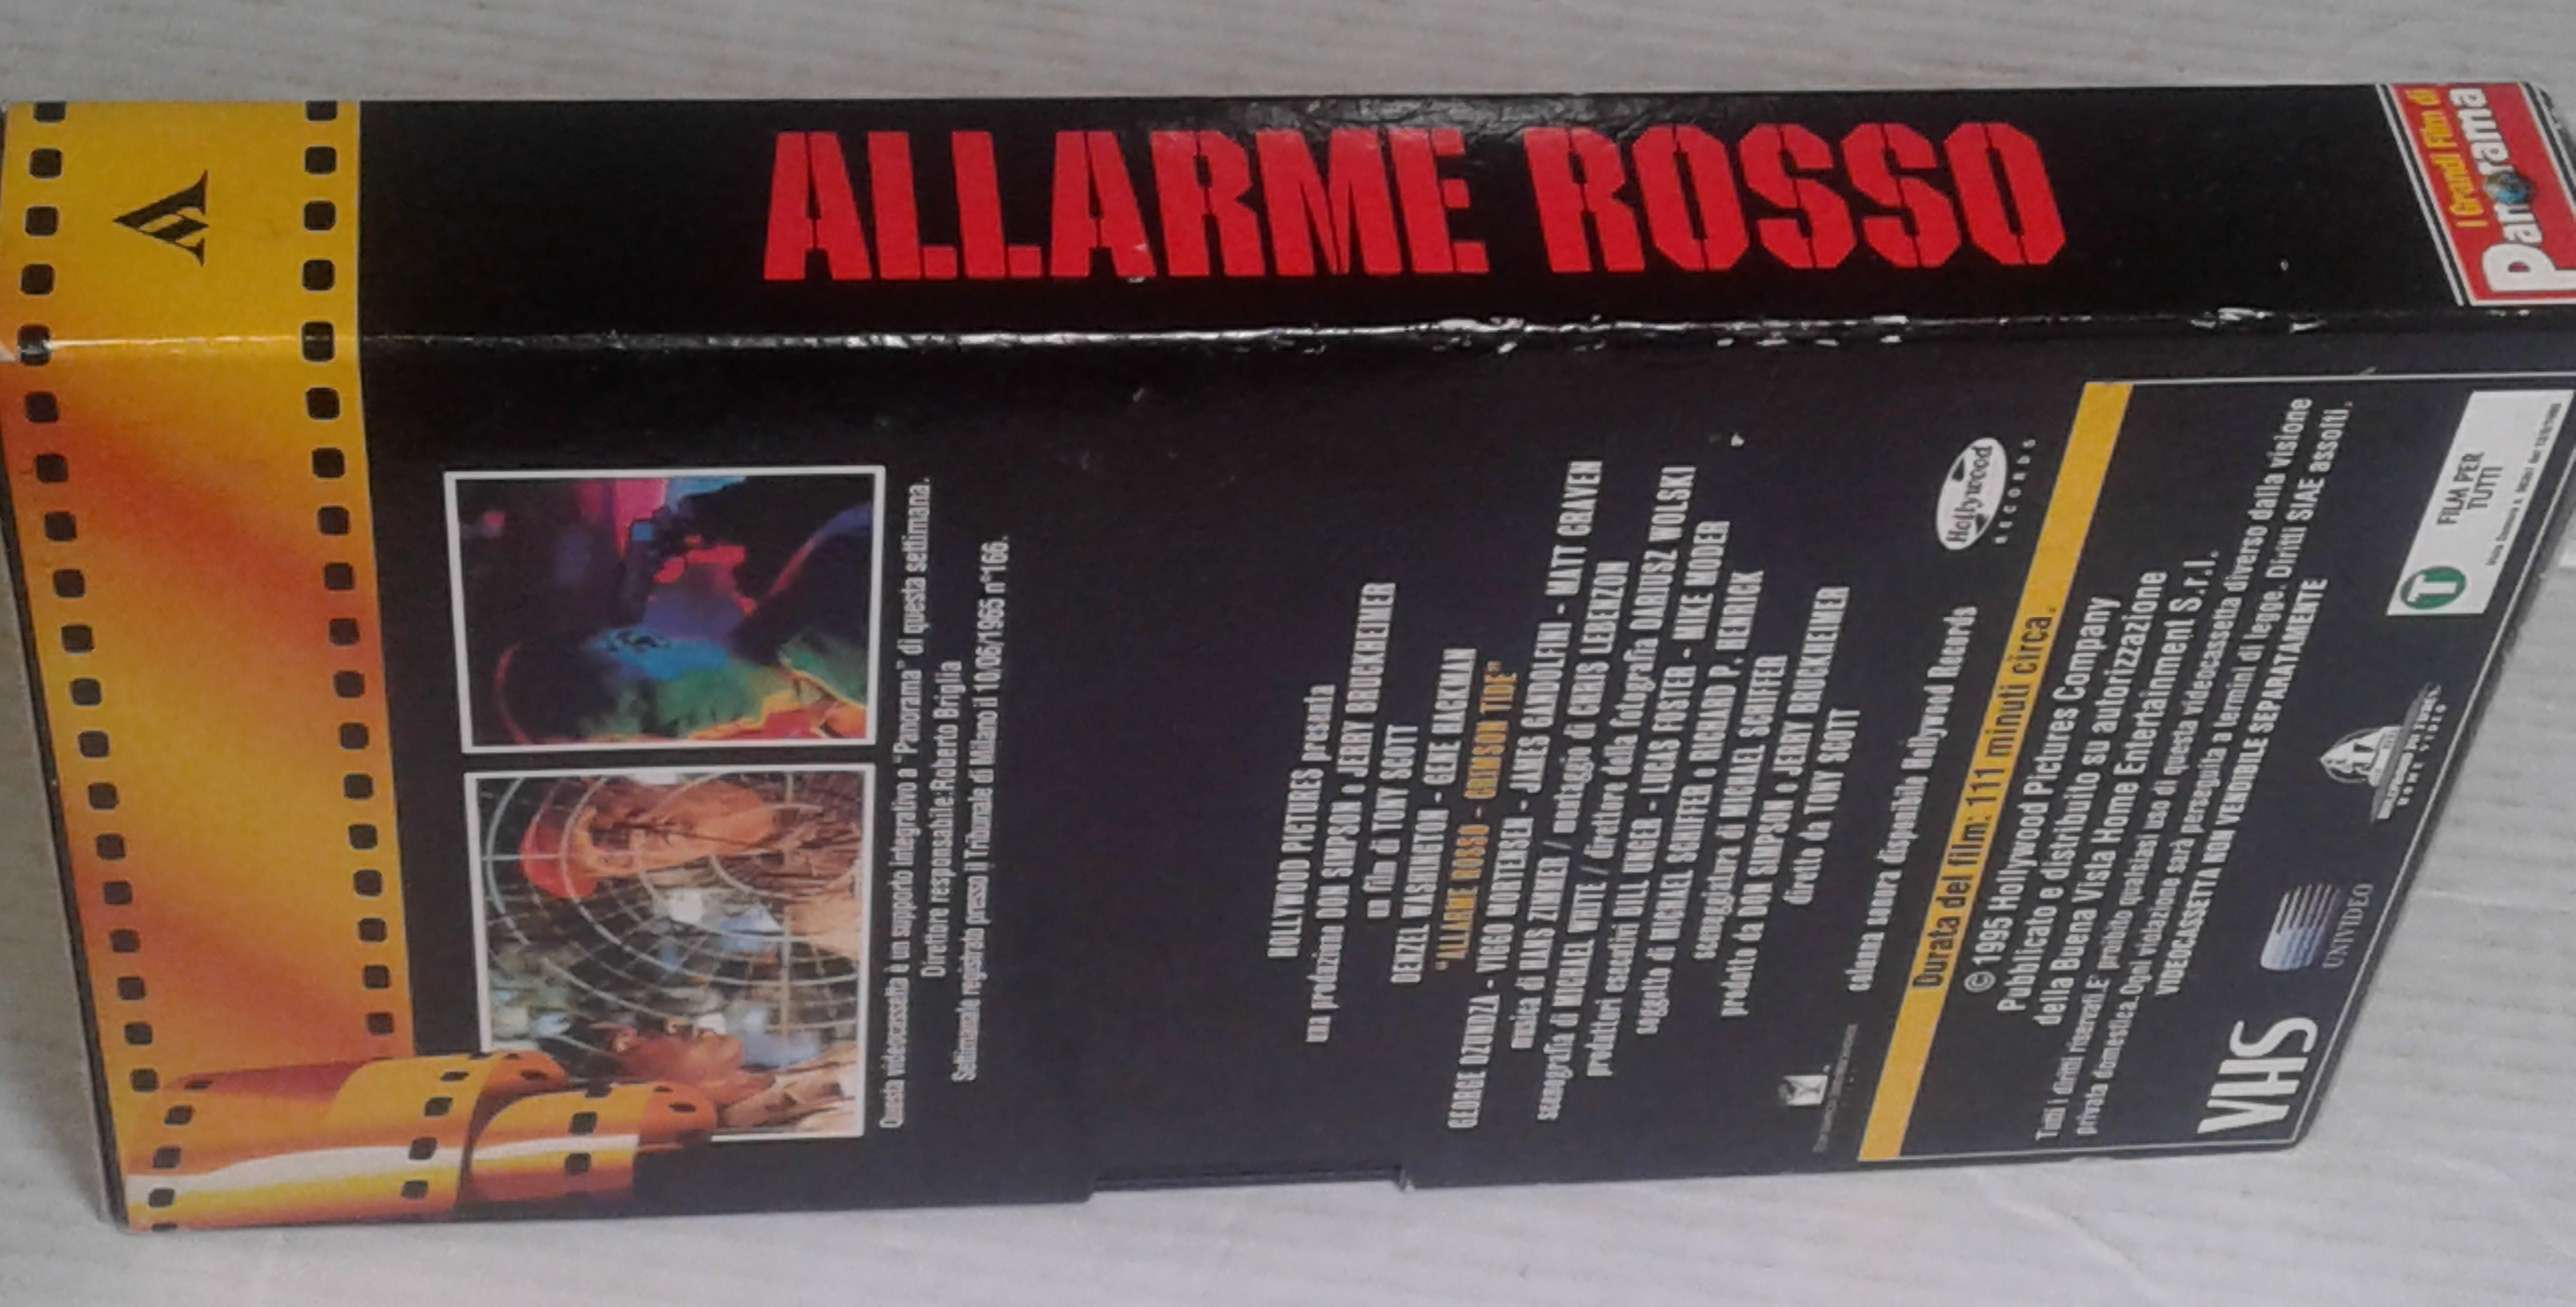 ALLARME ROSSO
I Grandi Film di
Panorama
Questa videocassetta è un supporto integrativo a "Panorama" di questa settimana.
Direttore responsabile: Roberto Briglia
Settimanale registrato presso il Tribunale di Milano il 10/06/1965 n°166.
HOLLYWOOD PICTURES presenta
una produzione DON SIMPSON e JERRY BRUCKHEIMER
un film di TONY SCOTT
DENZEL WASHINGTON - GENE HACKMAN
"ALLARME ROSSO - CRIMSON TIDE"
GEORGE DZUNDZA - VIGGO MORTENSEN - JAMES GANDOLFINI - MATT CRAVEN
musica di HANS ZIMMER / montaggio di CHRIS LEBENZON
scenografia di MICHAEL WHITE / direttore della fotografia DARIUSZ WOLSKI
produttori esecutivi BILL UNGER - LUCAS FOSTER - MIKE MODER
soggetto di MICHAEL SCHIFFER e RICHARD P. HENRICK
sceneggiatura di MICHAEL SCHIFFER
prodotto da DON SIMPSON e JERRY BRUCKHEIMER
diretto da TONY SCOTT
colonna sonora disponibile Hollywood Records
Hollywood
RECORDS
Durata del film: 111 minuti circa.
© 1995 Hollywood Pictures Company
Pubblicato e distribuito su autorizzazione
della Buena Vista Home Entertainment S.r.l.
Tutti i diritti riservati. E' proibito qualsiasi uso di questa videocassetta diverso dalla visione
privata domestica. Ogni violazione sarà perseguita a termini di legge. Diritti SIAE assolti.
VIDEOCASSETTA NON VENDIBILE SEPARATAMENTE
VHS
UNIVIDEO
HOME VIDEO
T
FILM PER
TUTTI